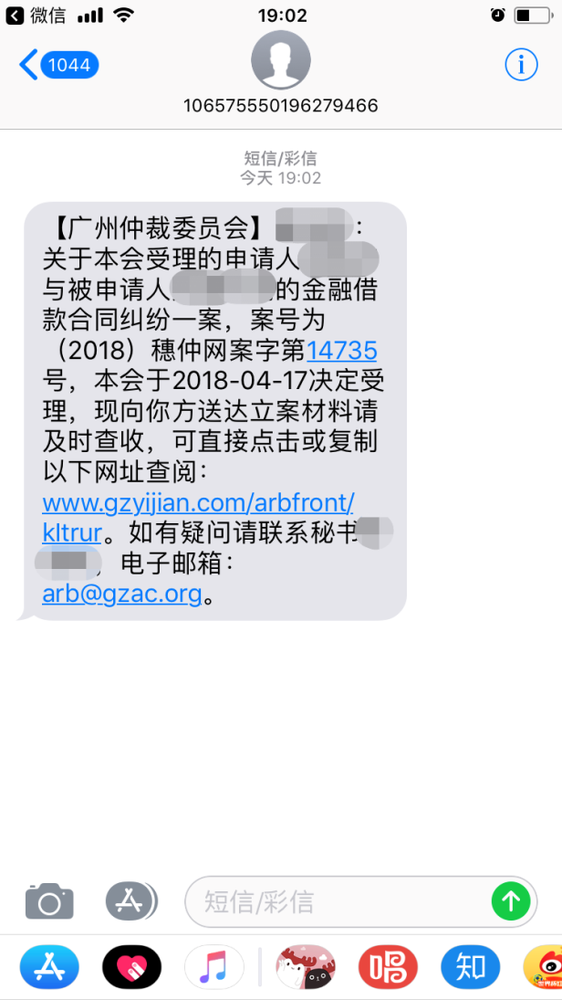 微信
19:02
1044
106575550196279466
短信/彩信
今天 19:02
【广州仲裁委员会】 :
关于本会受理的申请人
与被申请人 的金融借
款合同纠纷一案，案号为
（2018）穗仲网案字第14735
号，本会于2018-04-17决定受
理，现向你方送达立案材料请
及时查收，可直接点击或复制
以下网址查阅：
www.gzyijian.com/arbfront/
kltrur。如有疑问请联系秘书
，电子邮箱：
arb@gzac.org。
短信/彩信
唱
知